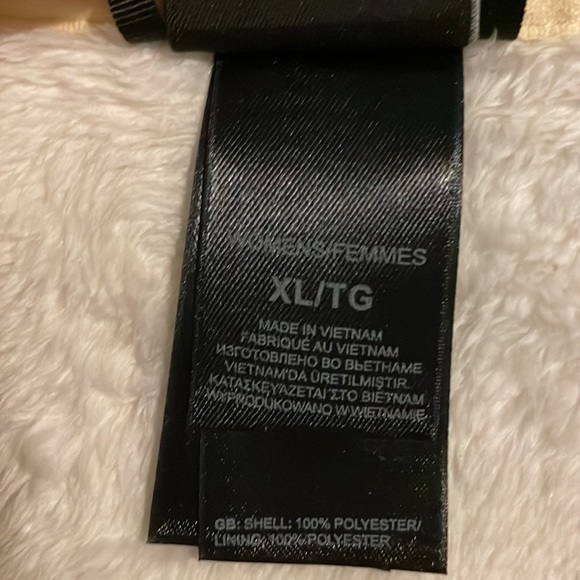 WOMENS/FEMMES
XL/TG
MADE IN VIETNAM
FABRIQUÉ AU VIETNAM
ИЗГОТОВЛЕНО ВО ВЬЕТНАМЕ
VIETNAM'DA ÜRETILMIŞTIR.
ΚΑΤΑΣΚΕΥΑΖΕΤΑΙ ΣΤΟ ΒΙΕΤΝΑΜ
WYPRODUKOWANO W WIETNAMIE
GB: SHELL: 100% POLYESTER/
LINING: 100% POLYESTER